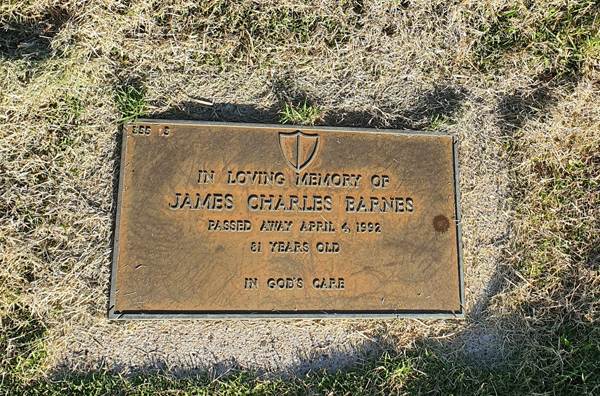 IN LOVING MEMORY OF
JAMES CHARLES BARNES
PASSED AWAY APRIL 4, 1992
81 YEARS OLD
IN GOD'S CARE